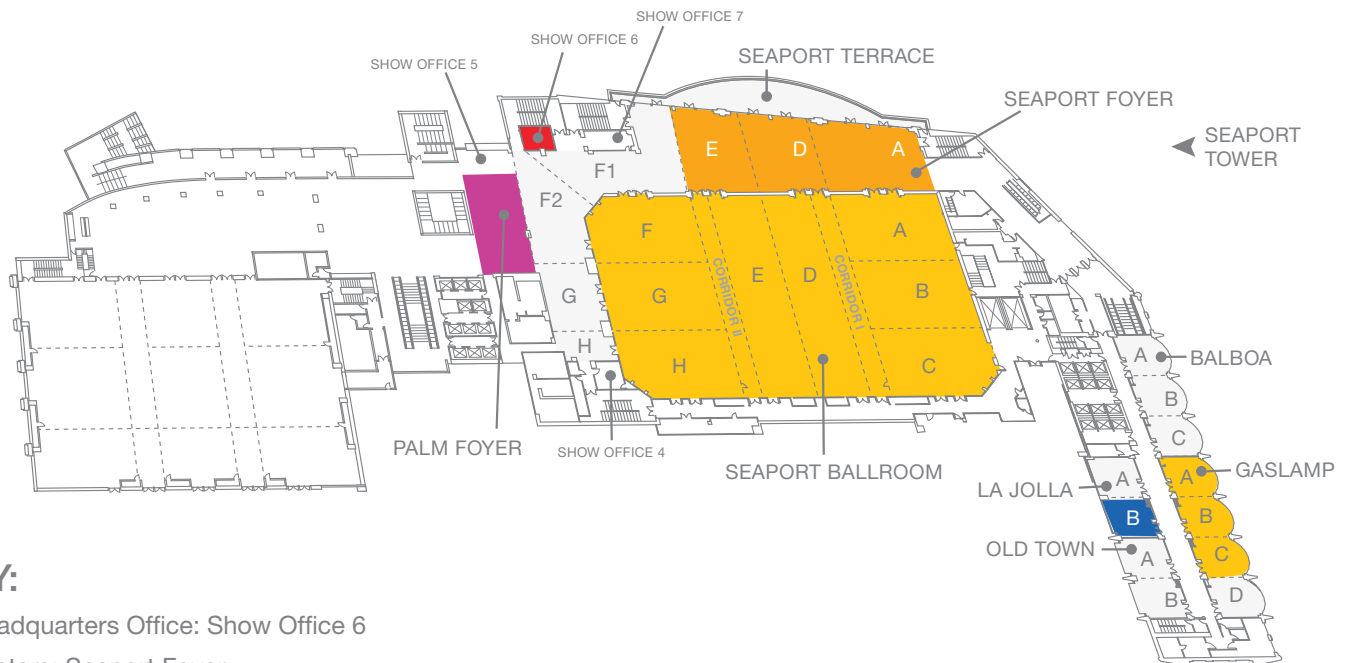 SHOW OFFICE 7
SHOW OFFICE 6
SHOW OFFICE 5
SEAPORT TERRACE
SEAPORT FOYER
SEAPORT
TOWER
E
D
A
F1
F2
F
A
CORRIDOR II
E
D
CORRIDOR I
G
G
B
H
H
C
PALM FOYER
SHOW OFFICE 4
SEAPORT BALLROOM
A
BALBOA
B
C
LA JOLLA
A
A
GASLAMP
B
B
OLD TOWN
A
C
B
D
Y:
adquarters Office: Show Office 6